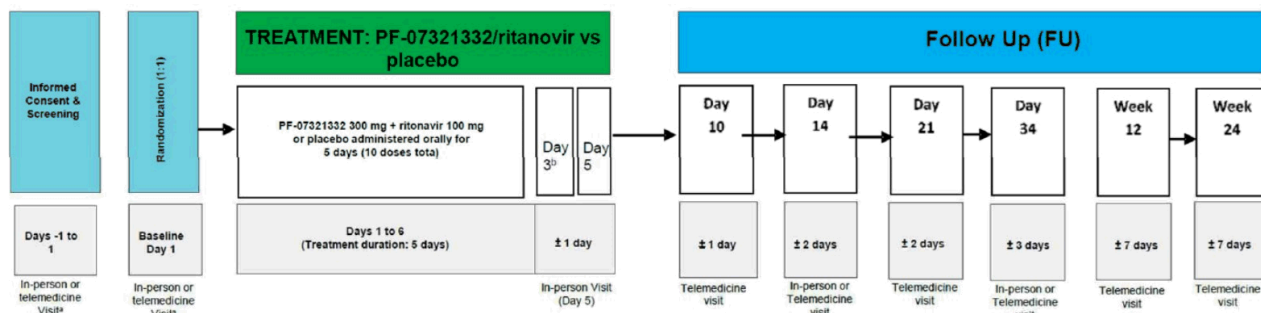 TREATMENT: PF-07321332/ritanovir vs
placebo
Follow Up (FU)
Informed
Consent &
Screening
Randomization (1:1)
PF-07321332 300 mg + ritonavir 100 mg
or placebo administered orally for
5 days (10 doses tota)
Day
3b
Day
5
Day
10
Day
14
Day
21
Day
34
Week
12
Week
24
Days -1 to
1
Baseline
Day 1
Days 1 to 6
(Treatment duration: 5 days)
± 1 day
± 1 day
± 2 days
± 2 days
± 3 days
± 7 days
± 7 days
In-person or
telemedicine
Visita
In-person or
telemedicine
Visita
In-person Visit
(Day 5)
Telemedicine
visit
In-person or
Telemedicine
visit
Telemedicine
visit
In-person or
Telemedicine
visit
Telemedicine
visit
Telemedicine
visit